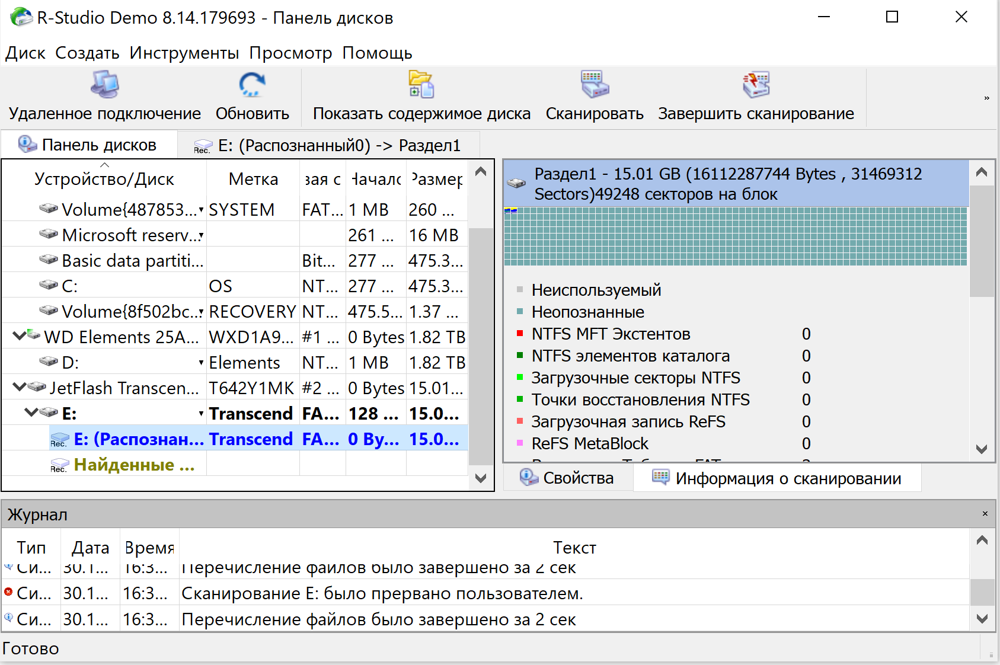 R-Studio Demo 8.14.179693 - Панель дисков
Диск Создать Инструменты Просмотр Помощь
Удаленное подключение Обновить Показать содержимое диска Сканировать Завершить сканирование »
Панель дисков Rec. E: (Распознанный0) -> Раздел1
Устройство/Диск Метка вая с Начало Размер
Volume{487853... SYSTEM FAT... 1 MB 260 ...
Microsoft reserv... 261 ... 16 MB
Basic data partiti... Bit... 277 ... 475.3...
C: OS NT... 277 ... 475.3...
Volume{8f502bc... RECOVERY NT... 475.5... 1.37 ...
WD Elements 25A... WXD1A9... #1 ... 0 Bytes 1.82 TB
D: Elements NT... 1 MB 1.82 TB
JetFlash Transcen... T642Y1MK #2 ... 0 Bytes 15.01...
E: Transcend FA... 128 ... 15.0...
Rec. E: (Распознан... Transcend FA... 0 By... 15.0...
Rec. Найденные ...
Раздел1 - 15.01 GB (16112287744 Bytes , 31469312
Sectors)49248 секторов на блок
Неиспользуемый
Неопознанные
NTFS MFT Экстентов 0
NTFS элементов каталога 0
Загрузочные секторы NTFS 0
Точки восстановления NTFS 0
Загрузочная запись ReFS 0
ReFS MetaBlock 0
Свойства Информация о сканировании
Журнал ×
Тип Дата Время Текст
Си... 30.1... 16:3... Перечисление файлов было завершено за 2 сек
Си... 30.1... 16:3... Сканирование E: было прервано пользователем.
Си... 30.1... 16:3... Перечисление файлов было завершено за 2 сек
Готово